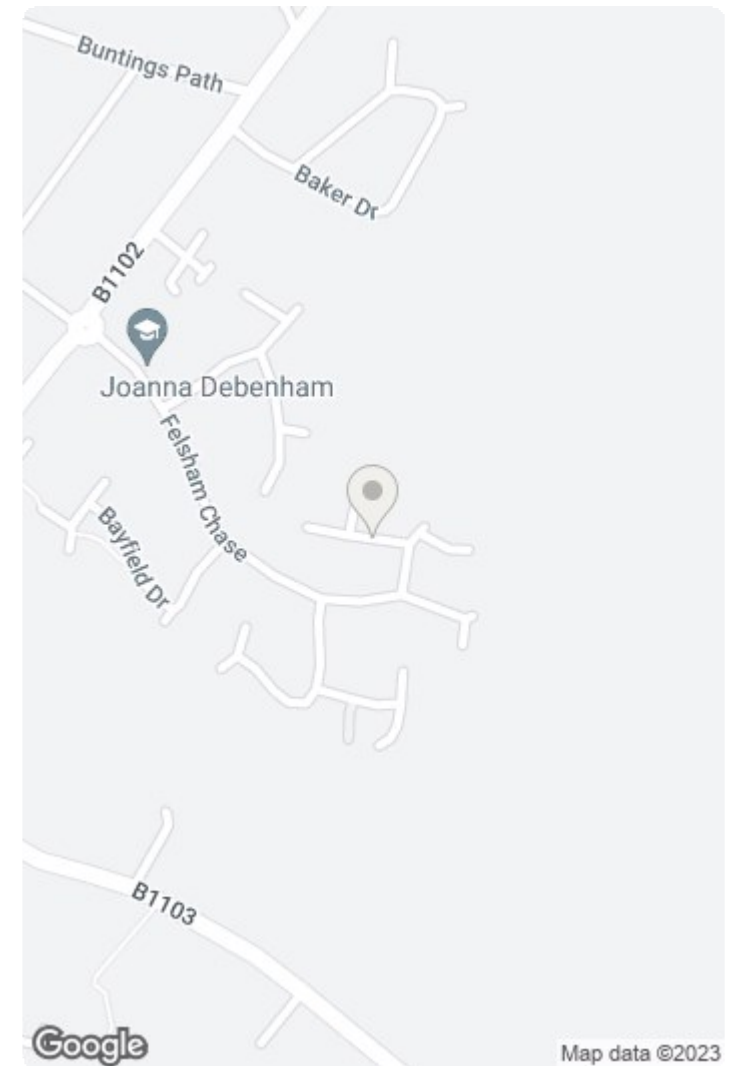 Buntings Path
Baker Dr
B1102
Joanna Debenham
Felsham Chase
Bayfield Dr
B1103
Google
Map data ©2023